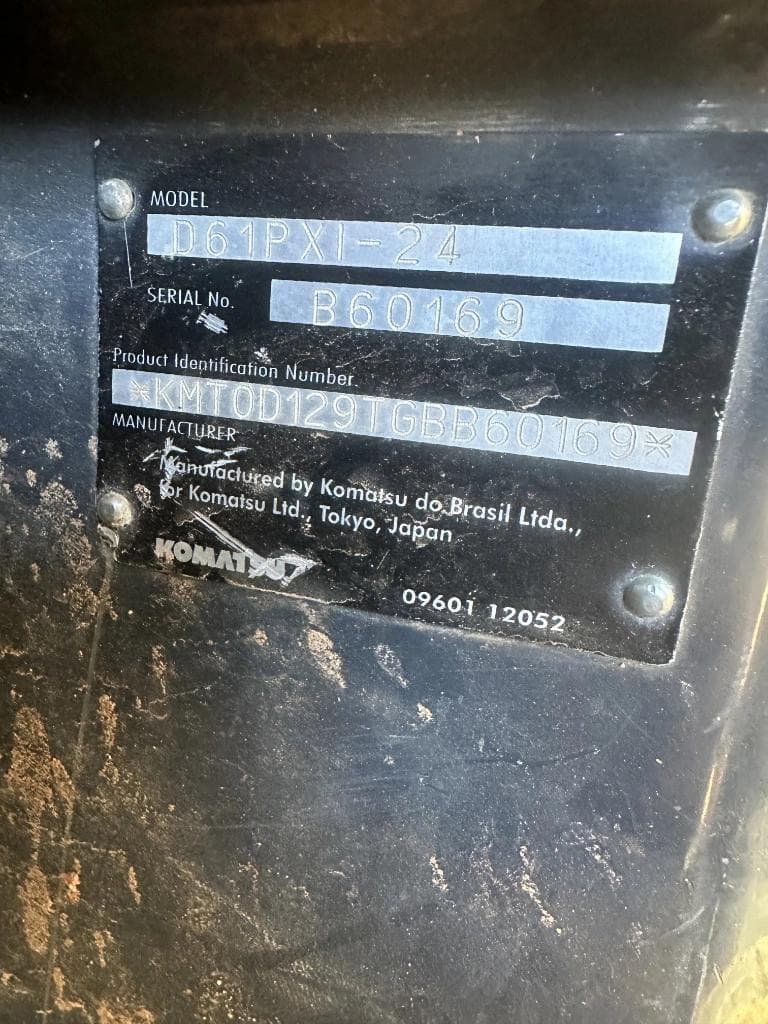 MODEL
D61PXI-24
SERIAL No.
B60169
Product Identification Number
*KMT0D129TGBB60169*
MANUFACTURER
Manufactured by Komatsu do Brasil Ltda.,
for Komatsu Ltd., Tokyo, Japan
KOMATSU
09601 12052